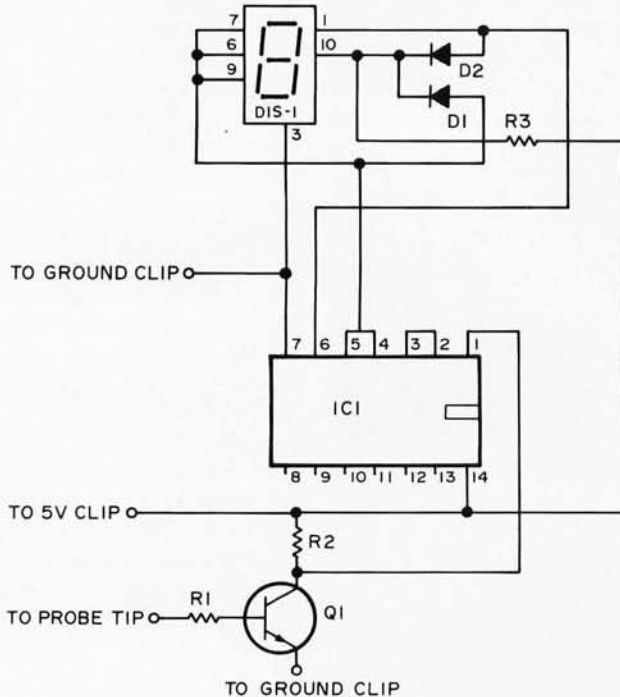 7
1
6
10
9
D2
DIS-1
D1
3
R3
TO GROUND CLIP
7 6 5 4 3 2 1
IC1
8 9 10 11 12 13 14
TO 5V CLIP
R2
R1
TO PROBE TIP
Q1
TO GROUND CLIP